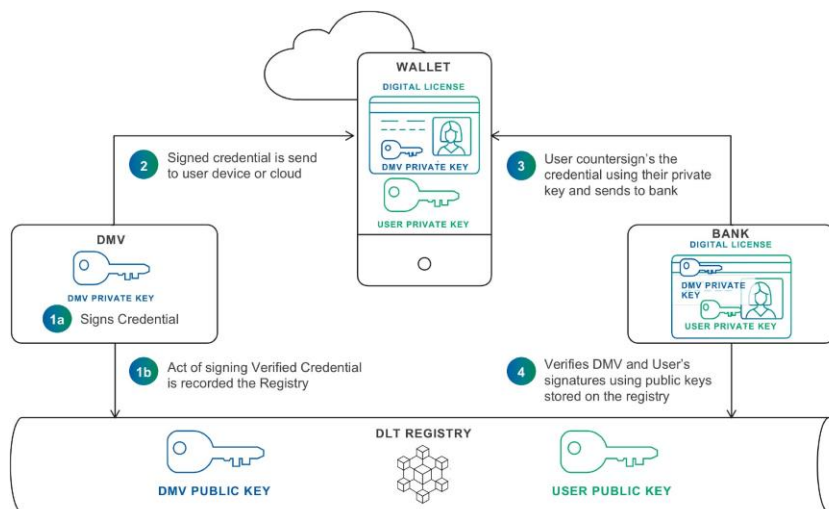 WALLET
DIGITAL LICENSE
DMV PRIVATE KEY
USER PRIVATE KEY
2
Signed credential is send
to user device or cloud
3
User countersign's the
credential using their private
key and sends to bank
DMV
DMV PRIVATE KEY
1a
Signs Credential
BANK
DIGITAL LICENSE
DMV PRIVATE
KEY
USER PRIVATE KEY
1b
Act of signing Verified Credential
is recorded the Registry
4
Verifies DMV and User's
signatures using public keys
stored on the registry
DLT REGISTRY
DMV PUBLIC KEY
USER PUBLIC KEY